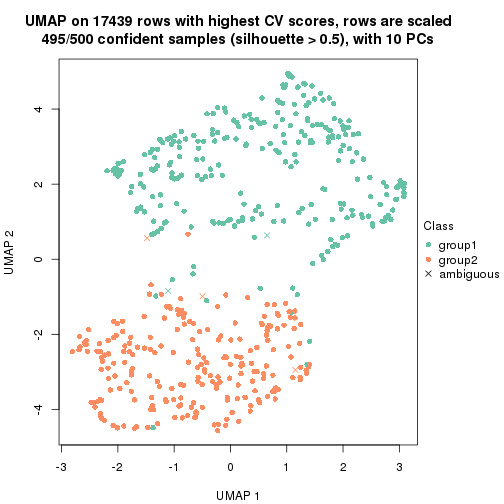 UMAP on 17439 rows with highest CV scores, rows are scaled
495/500 confident samples (silhouette > 0.5), with 10 PCs
UMAP 2
4
2
0
-2
-4
-3
-2
-1
0
1
2
3
UMAP 1
Class
group1
group2
ambiguous